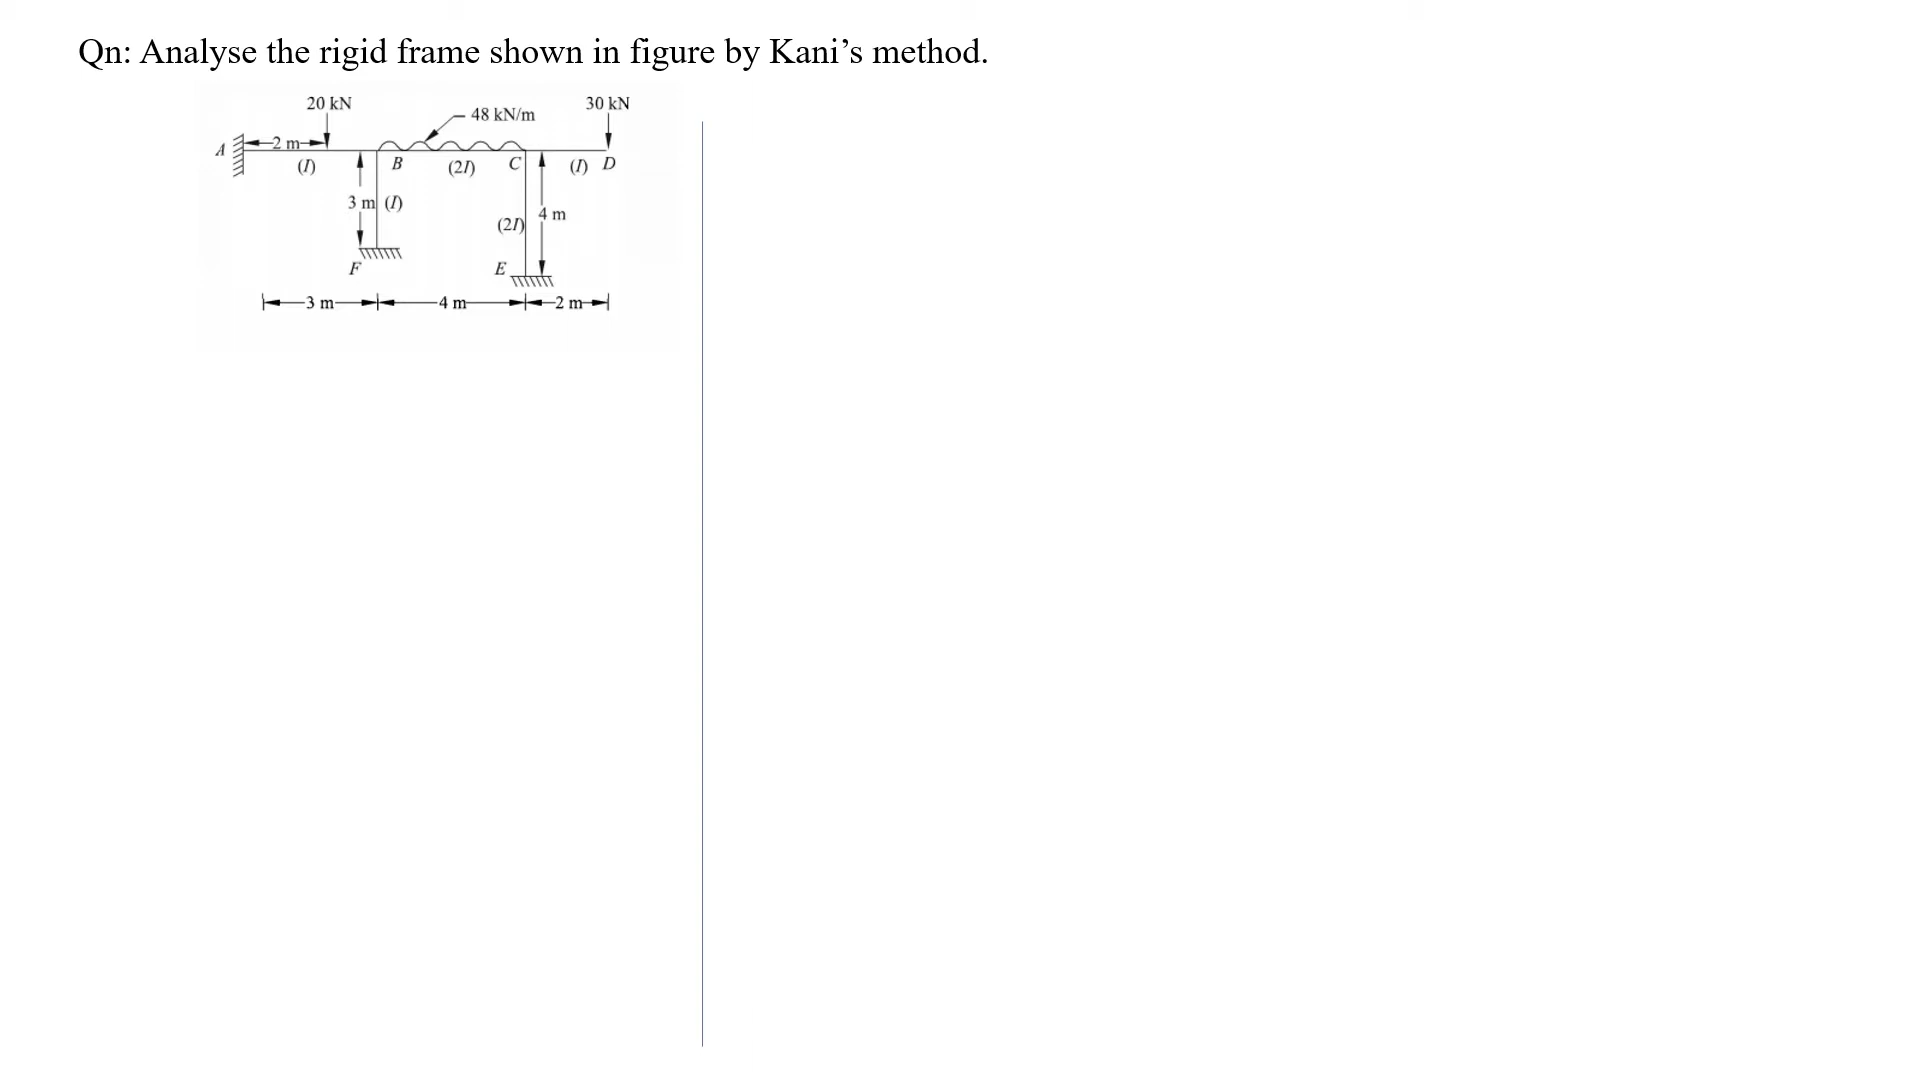 Qn: Analyse the rigid frame shown in figure by Kani’s method.
20 kN
48 kN/m
30 kN
A
2 m
(I)
B
(2I)
C
(I)
D
3 m
(I)
(2I)
4 m
F
E
3 m
4 m
2 m